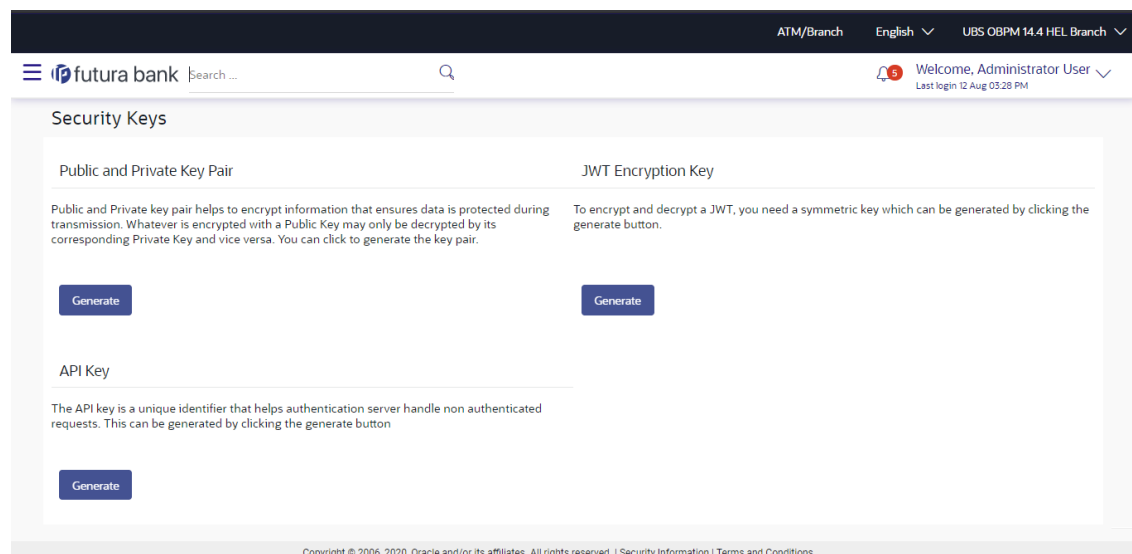 ATM/Branch English UBS OBPM 14.4 HEL Branch
futura bank Search ... 5 Welcome, Administrator User
Last login 12 Aug 03:28 PM
Security Keys
Public and Private Key Pair
Public and Private key pair helps to encrypt information that ensures data is protected during
transmission. Whatever is encrypted with a Public Key may only be decrypted by its
corresponding Private Key and vice versa. You can click to generate the key pair.
Generate
JWT Encryption Key
To encrypt and decrypt a JWT, you need a symmetric key which can be generated by clicking the
generate button.
Generate
API Key
The API key is a unique identifier that helps authentication server handle non authenticated
requests. This can be generated by clicking the generate button
Generate
Copyright © 2006, 2020, Oracle and/or its affiliates. All rights reserved. | Security Information | Terms and Conditions